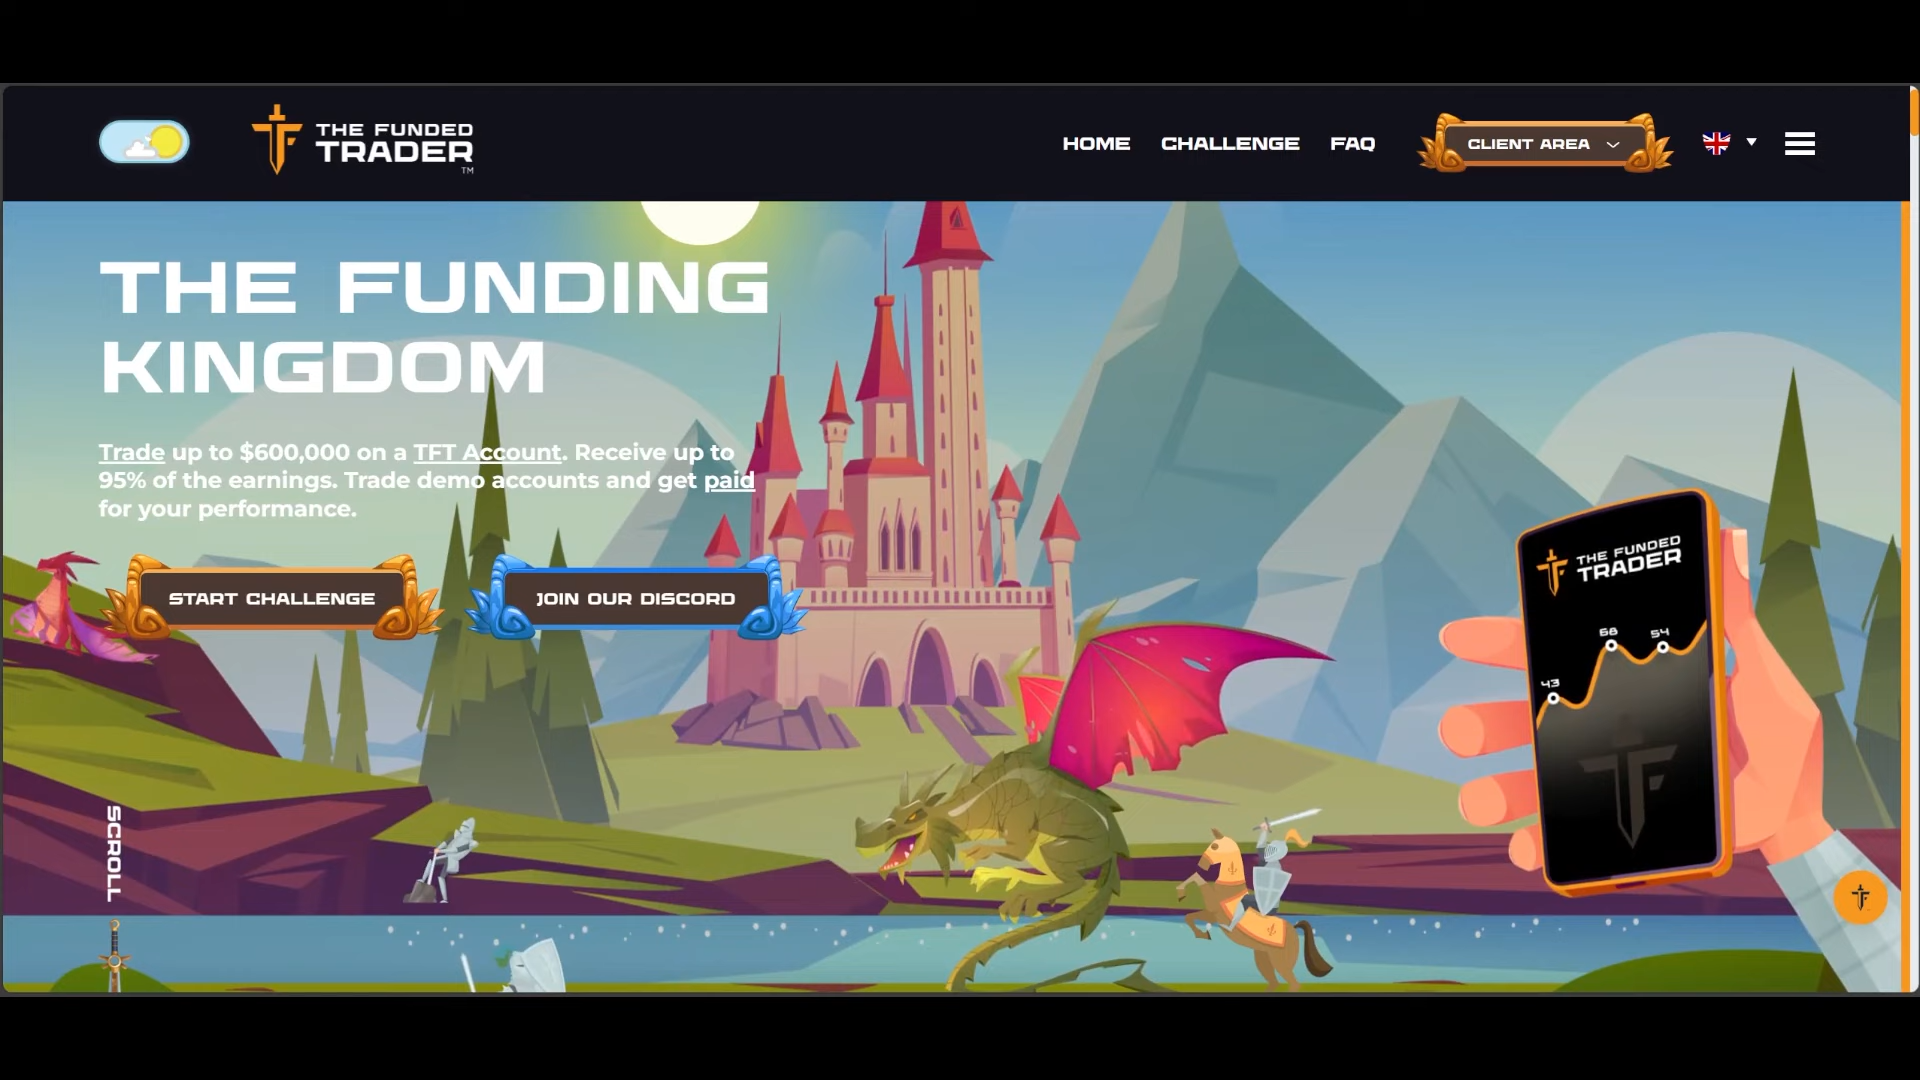 THE FUNDED
TRADER
TM
HOME CHALLENGE FAQ CLIENT AREA
THE FUNDING
KINGDOM
Trade up to $600,000 on a TFT Account. Receive up to
95% of the earnings. Trade demo accounts and get paid
for your performance.
START CHALLENGE JOIN OUR DISCORD
THE FUNDED
TRADER
68 54
43
SCROLL